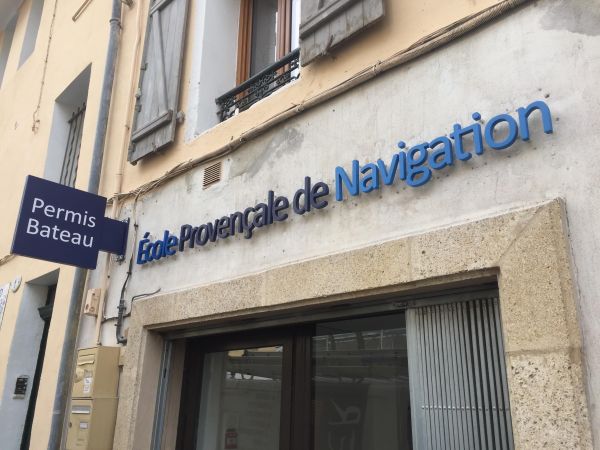 Permis
Bateau
École Provençale de Navigation